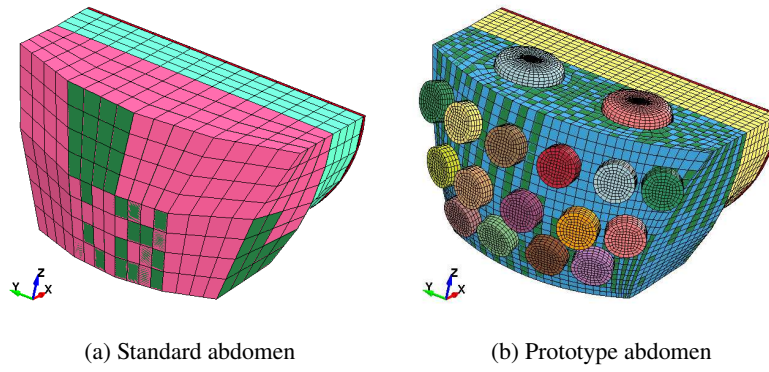 Z
Y
X
Z
Y
X
(a) Standard abdomen
(b) Prototype abdomen